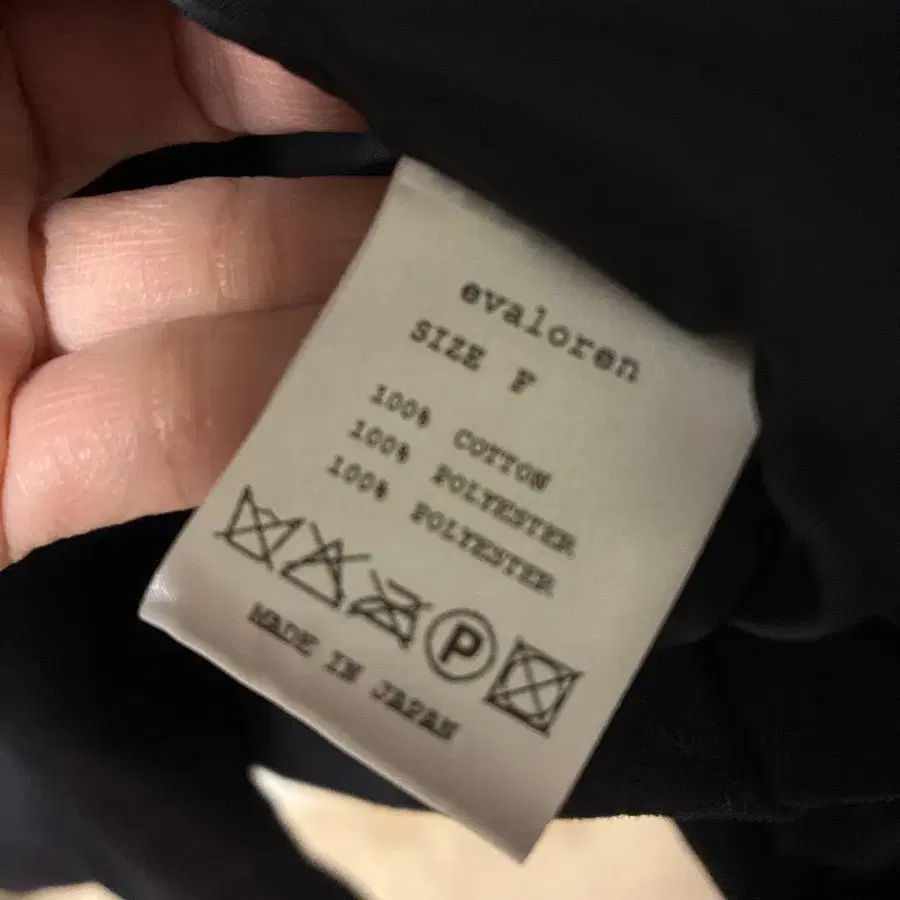 evaloren
SIZE F
100% COTTON
100% POLYESTER
100% POLYESTER
P
MADE IN JAPAN